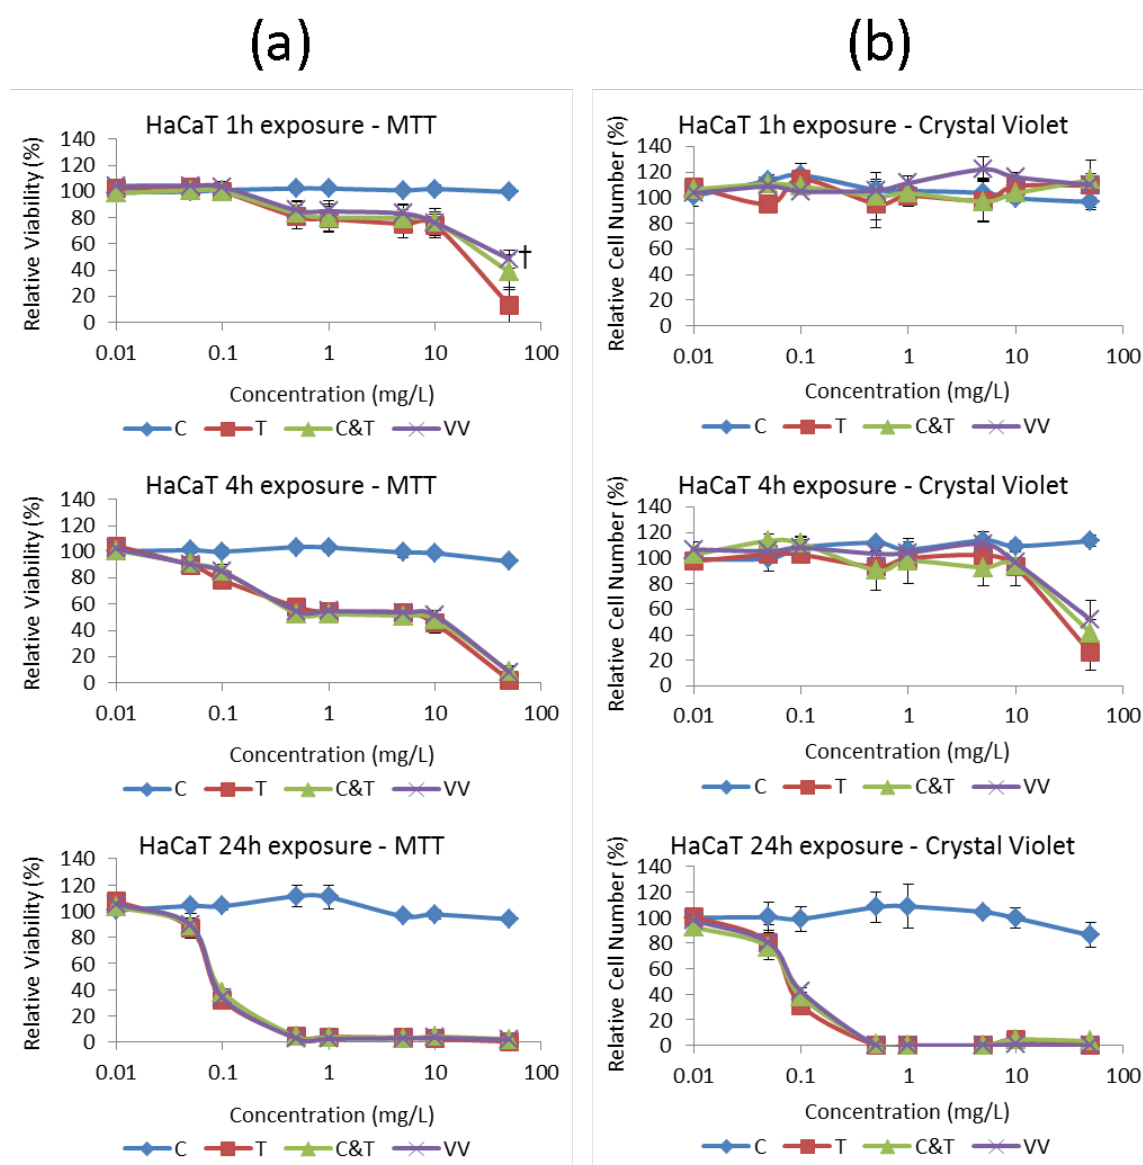 (a)
HaCaT 1h exposure - MTT
Relative Viability (%)
140
120
100
80
60
40
20
0
†
0.01 0.1 1 10 100
Concentration (mg/L)
C T C&T VV
HaCaT 4h exposure - MTT
Relative Viability (%)
140
120
100
80
60
40
20
0
0.01 0.1 1 10 100
Concentration (mg/L)
C T C&T VV
HaCaT 24h exposure - MTT
Relative Viability (%)
140
120
100
80
60
40
20
0
0.01 0.1 1 10 100
Concentration (mg/L)
C T C&T VV
(b)
HaCaT 1h exposure - Crystal Violet
Relative Cell Number (%)
140
120
100
80
60
40
20
0
0.01 0.1 1 10 100
Concentration (mg/L)
C T C&T VV
HaCaT 4h exposure - Crystal Violet
Relative Cell Number (%)
140
120
100
80
60
40
20
0
0.01 0.1 1 10 100
Concentration (mg/L)
C T C&T VV
HaCaT 24h exposure - Crystal Violet
Relative Cell Number (%)
140
120
100
80
60
40
20
0
0.01 0.1 1 10 100
Concentration (mg/L)
C T C&T VV